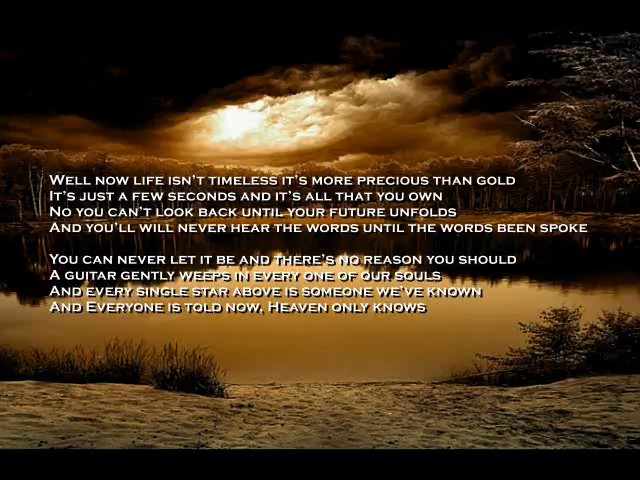 Well now life isn't timeless it's more precious than gold
It's just a few seconds and it's all that you own
No you can't look back until your future unfolds
And you'll will never hear the words until the words been spoke
You can never let it be and there's no reason you should
A guitar gently weeps in every one of our souls
And every single star above is someone we've known
And Everyone is told now, Heaven only knows